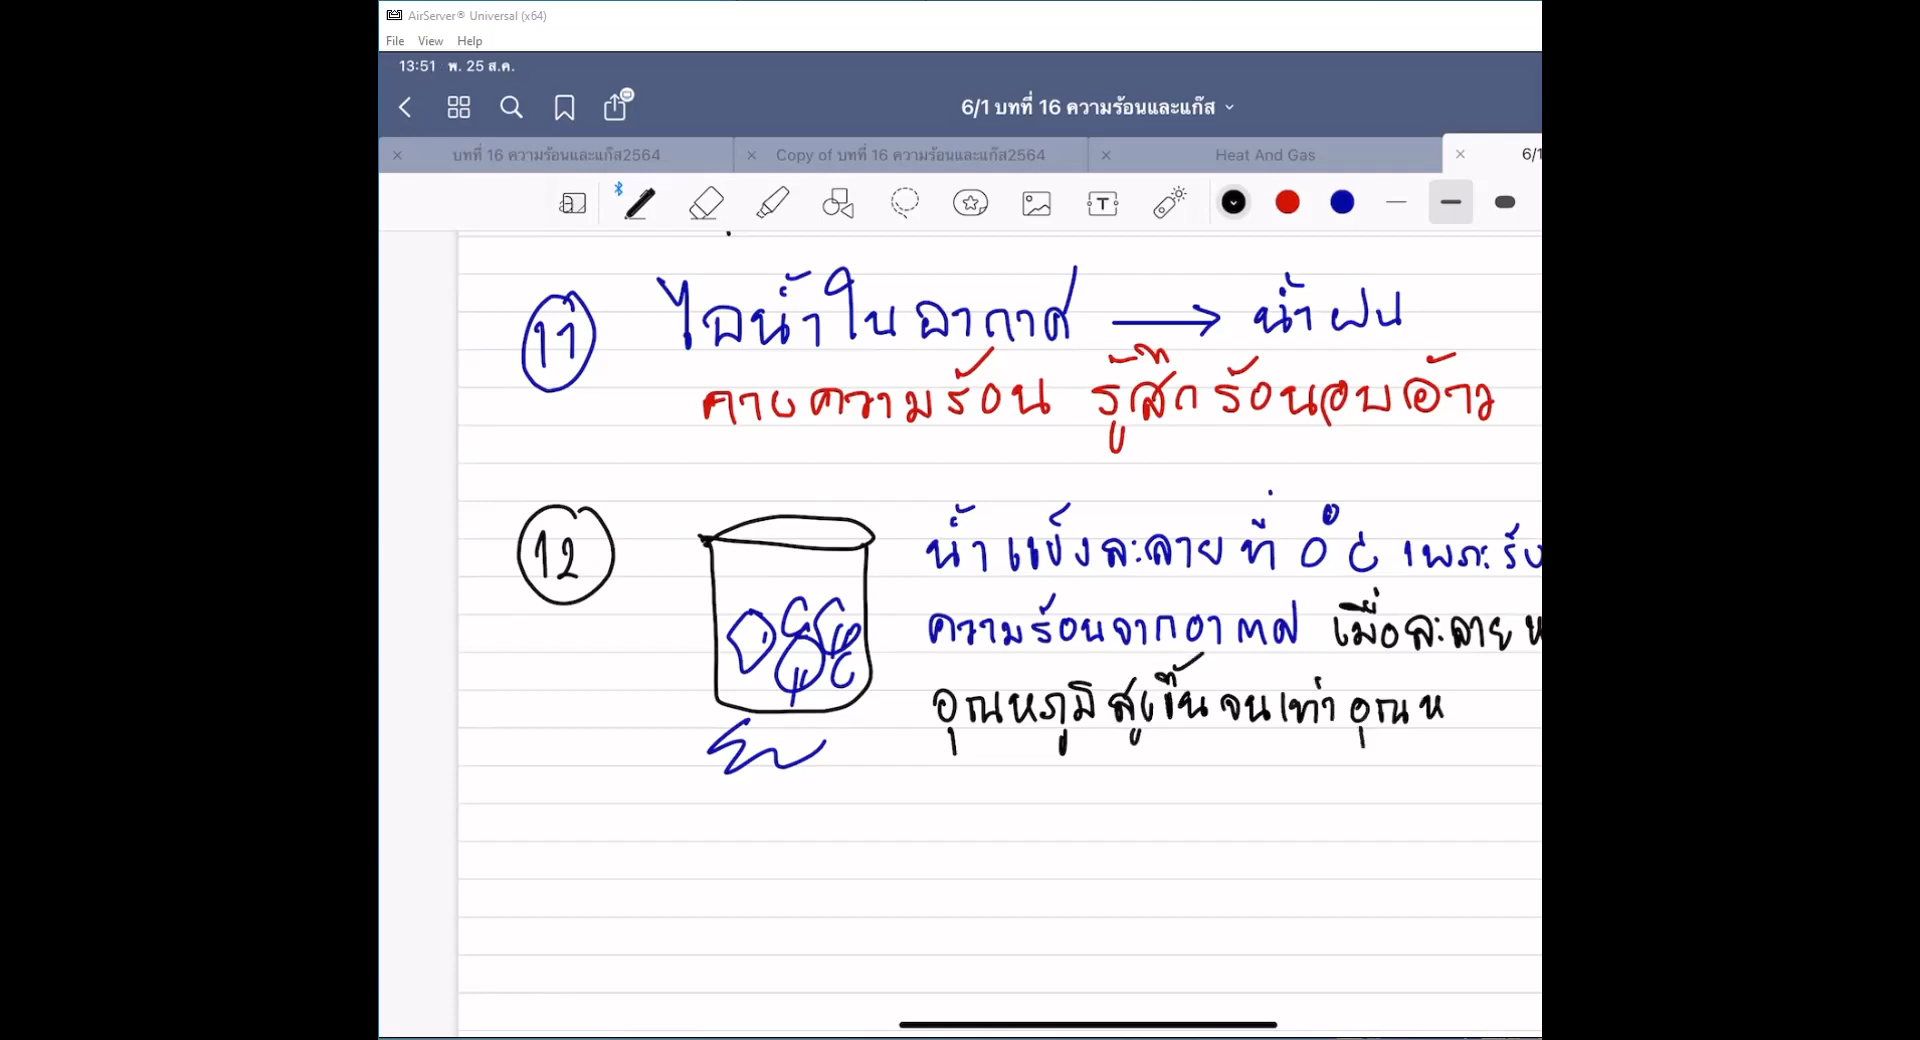 AirServer® Universal (x64)
File View Help
13:51 พ. 25 ส.ค.
6/1 บทที่ 16 ความร้อนและแก๊ส
บทที่ 16 ความร้อนและแก๊ส2564 Copy of บทที่ 16 ความร้อนและแก๊ส2564 Heat And Gas 6/1
11 ไอน้ำในอากาศ → น้ำฝน
คายความร้อน รู้สึกร้อนอบอ้าว
12 น้ำแข็งละลายที่ 0°C เพราะรับ
ความร้อนจากอากาศ เมื่อละลายห
อุณหภูมิสูงขึ้นจนเท่าอุณห